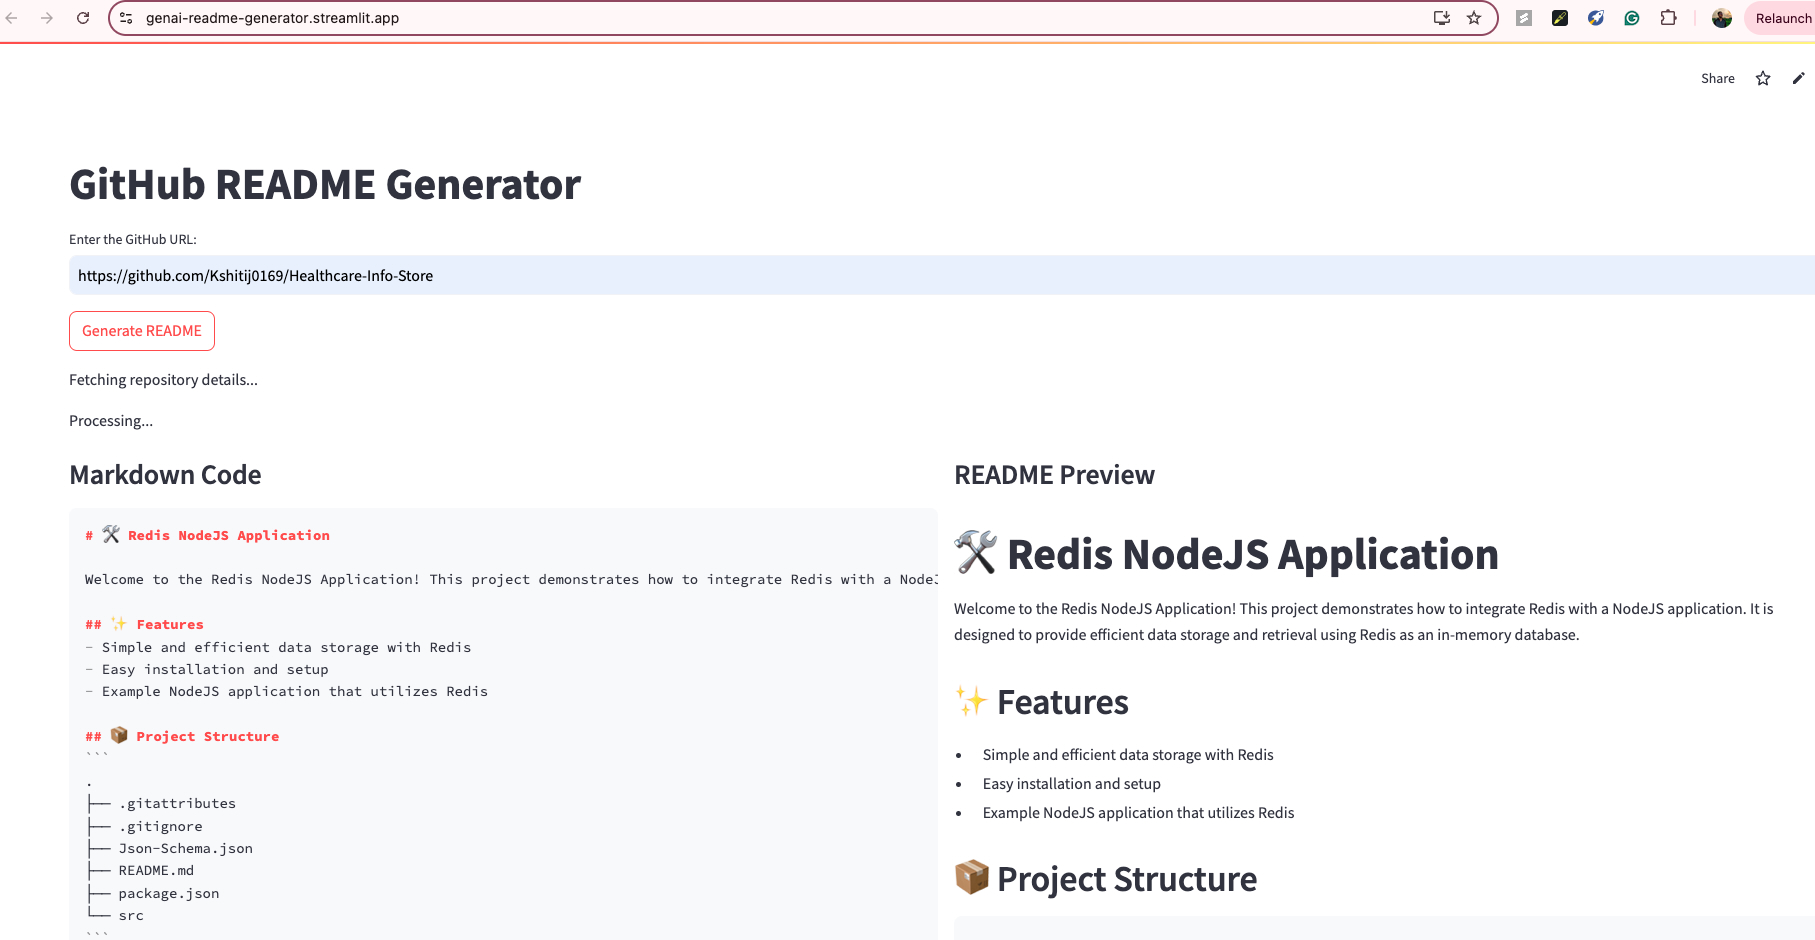 genai-readme-generator.streamlit.app
Relaunch
Share
GitHub README Generator
Enter the GitHub URL:
https://github.com/Kshitij0169/Healthcare-Info-Store
Generate README
Fetching repository details...
Processing...
Markdown Code
# 🛠️ Redis NodeJS Application
Welcome to the Redis NodeJS Application! This project demonstrates how to integrate Redis with a NodeJ
## ✨ Features
- Simple and efficient data storage with Redis
- Easy installation and setup
- Example NodeJS application that utilizes Redis
## 📦 Project Structure
```
.
├── .gitattributes
├── .gitignore
├── Json-Schema.json
├── README.md
├── package.json
└── src
```
README Preview
🛠️ Redis NodeJS Application
Welcome to the Redis NodeJS Application! This project demonstrates how to integrate Redis with a NodeJS application. It is
designed to provide efficient data storage and retrieval using Redis as an in-memory database.
✨ Features
• Simple and efficient data storage with Redis
• Easy installation and setup
• Example NodeJS application that utilizes Redis
📦 Project Structure